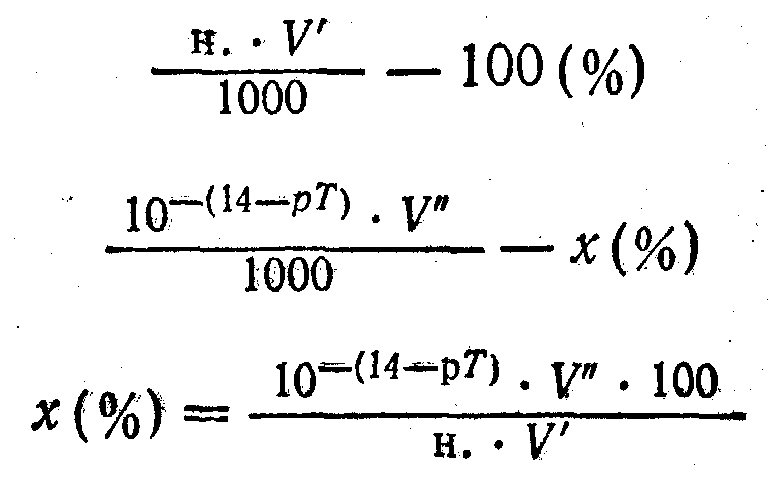 н. · V′
1000
— 100 (%)
10^−(14−pT) · V″
1000
— x (%)
x (%) =
10^−(14−pT) · V″ · 100
н. · V′